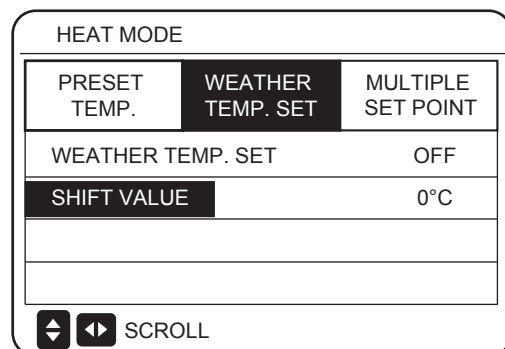 HEAT MODE
PRESET TEMP.
WEATHER TEMP. SET
MULTIPLE SET POINT
WEATHER TEMP. SET OFF
SHIFT VALUE 0°C
SCROLL